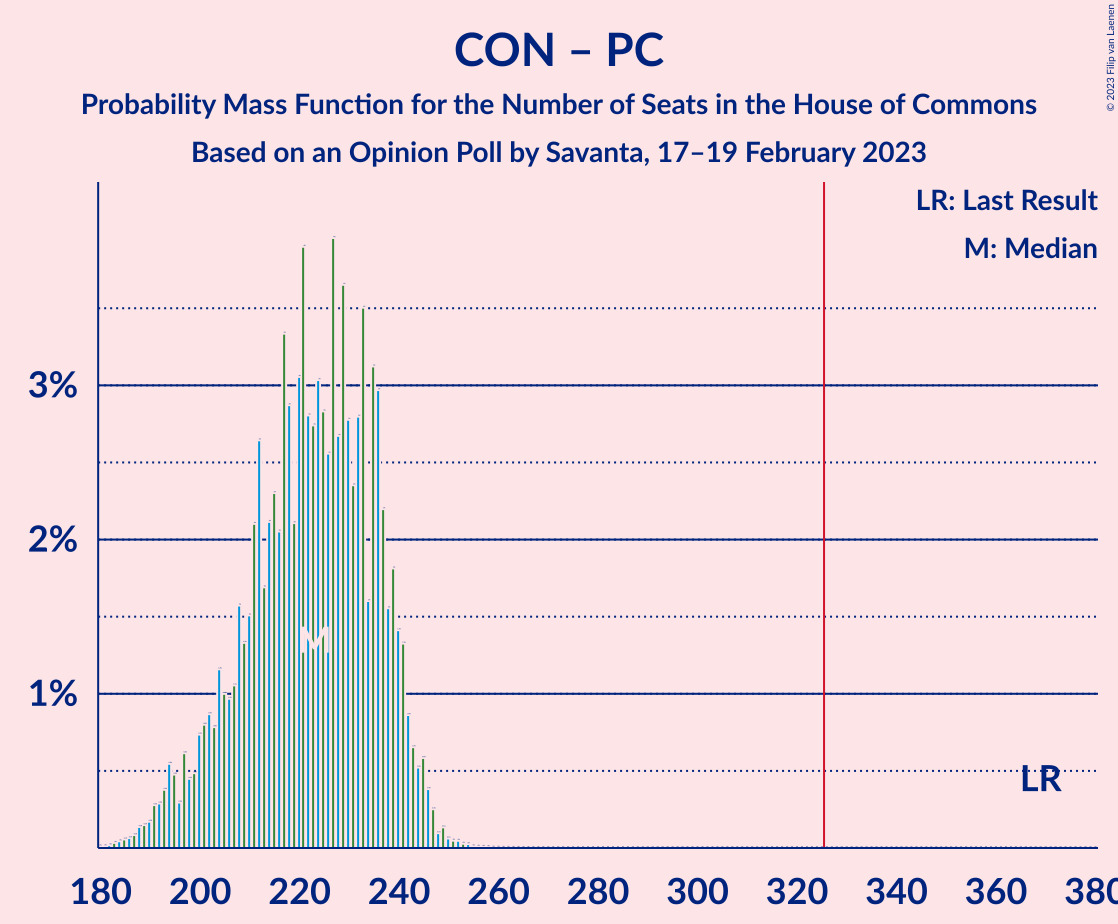 CON – PC
Probability Mass Function for the Number of Seats in the House of Commons
Based on an Opinion Poll by Savanta, 17–19 February 2023
© 2023 Filip van Laenen
LR: Last Result
M: Median
3%
2%
1%
M
LR
180 200 220 240 260 280 300 320 340 360 380